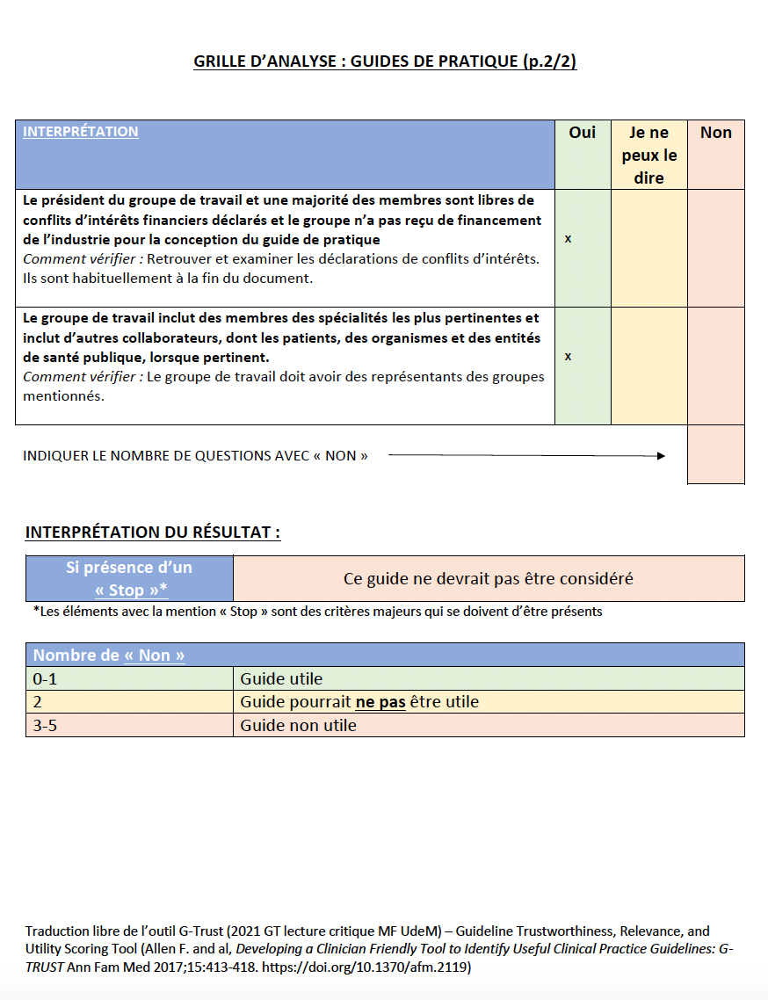 GRILLE D’ANALYSE : GUIDES DE PRATIQUE (p.2/2)
INTERPRÉTATION
Oui
Je ne
peux le
dire
Non
Le président du groupe de travail et une majorité des membres sont libres de
conflits d’intérêts financiers déclarés et le groupe n’a pas reçu de financement
de l’industrie pour la conception du guide de pratique
Comment vérifier : Retrouver et examiner les déclarations de conflits d’intérêts.
Ils sont habituellement à la fin du document.
x
Le groupe de travail inclut des membres des spécialités les plus pertinentes et
inclut d’autres collaborateurs, dont les patients, des organismes et des entités
de santé publique, lorsque pertinent.
Comment vérifier : Le groupe de travail doit avoir des représentants des groupes
mentionnés.
x
INDIQUER LE NOMBRE DE QUESTIONS AVEC « NON »
INTERPRÉTATION DU RÉSULTAT :
Si présence d’un
« Stop »*
Ce guide ne devrait pas être considéré
*Les éléments avec la mention « Stop » sont des critères majeurs qui se doivent d’être présents
Nombre de « Non »
0-1
Guide utile
2
Guide pourrait ne pas être utile
3-5
Guide non utile
Traduction libre de l’outil G-Trust (2021 GT lecture critique MF UdeM) – Guideline Trustworthiness, Relevance, and
Utility Scoring Tool (Allen F. and al, Developing a Clinician Friendly Tool to Identify Useful Clinical Practice Guidelines: G-
TRUST Ann Fam Med 2017;15:413-418. https://doi.org/10.1370/afm.2119)